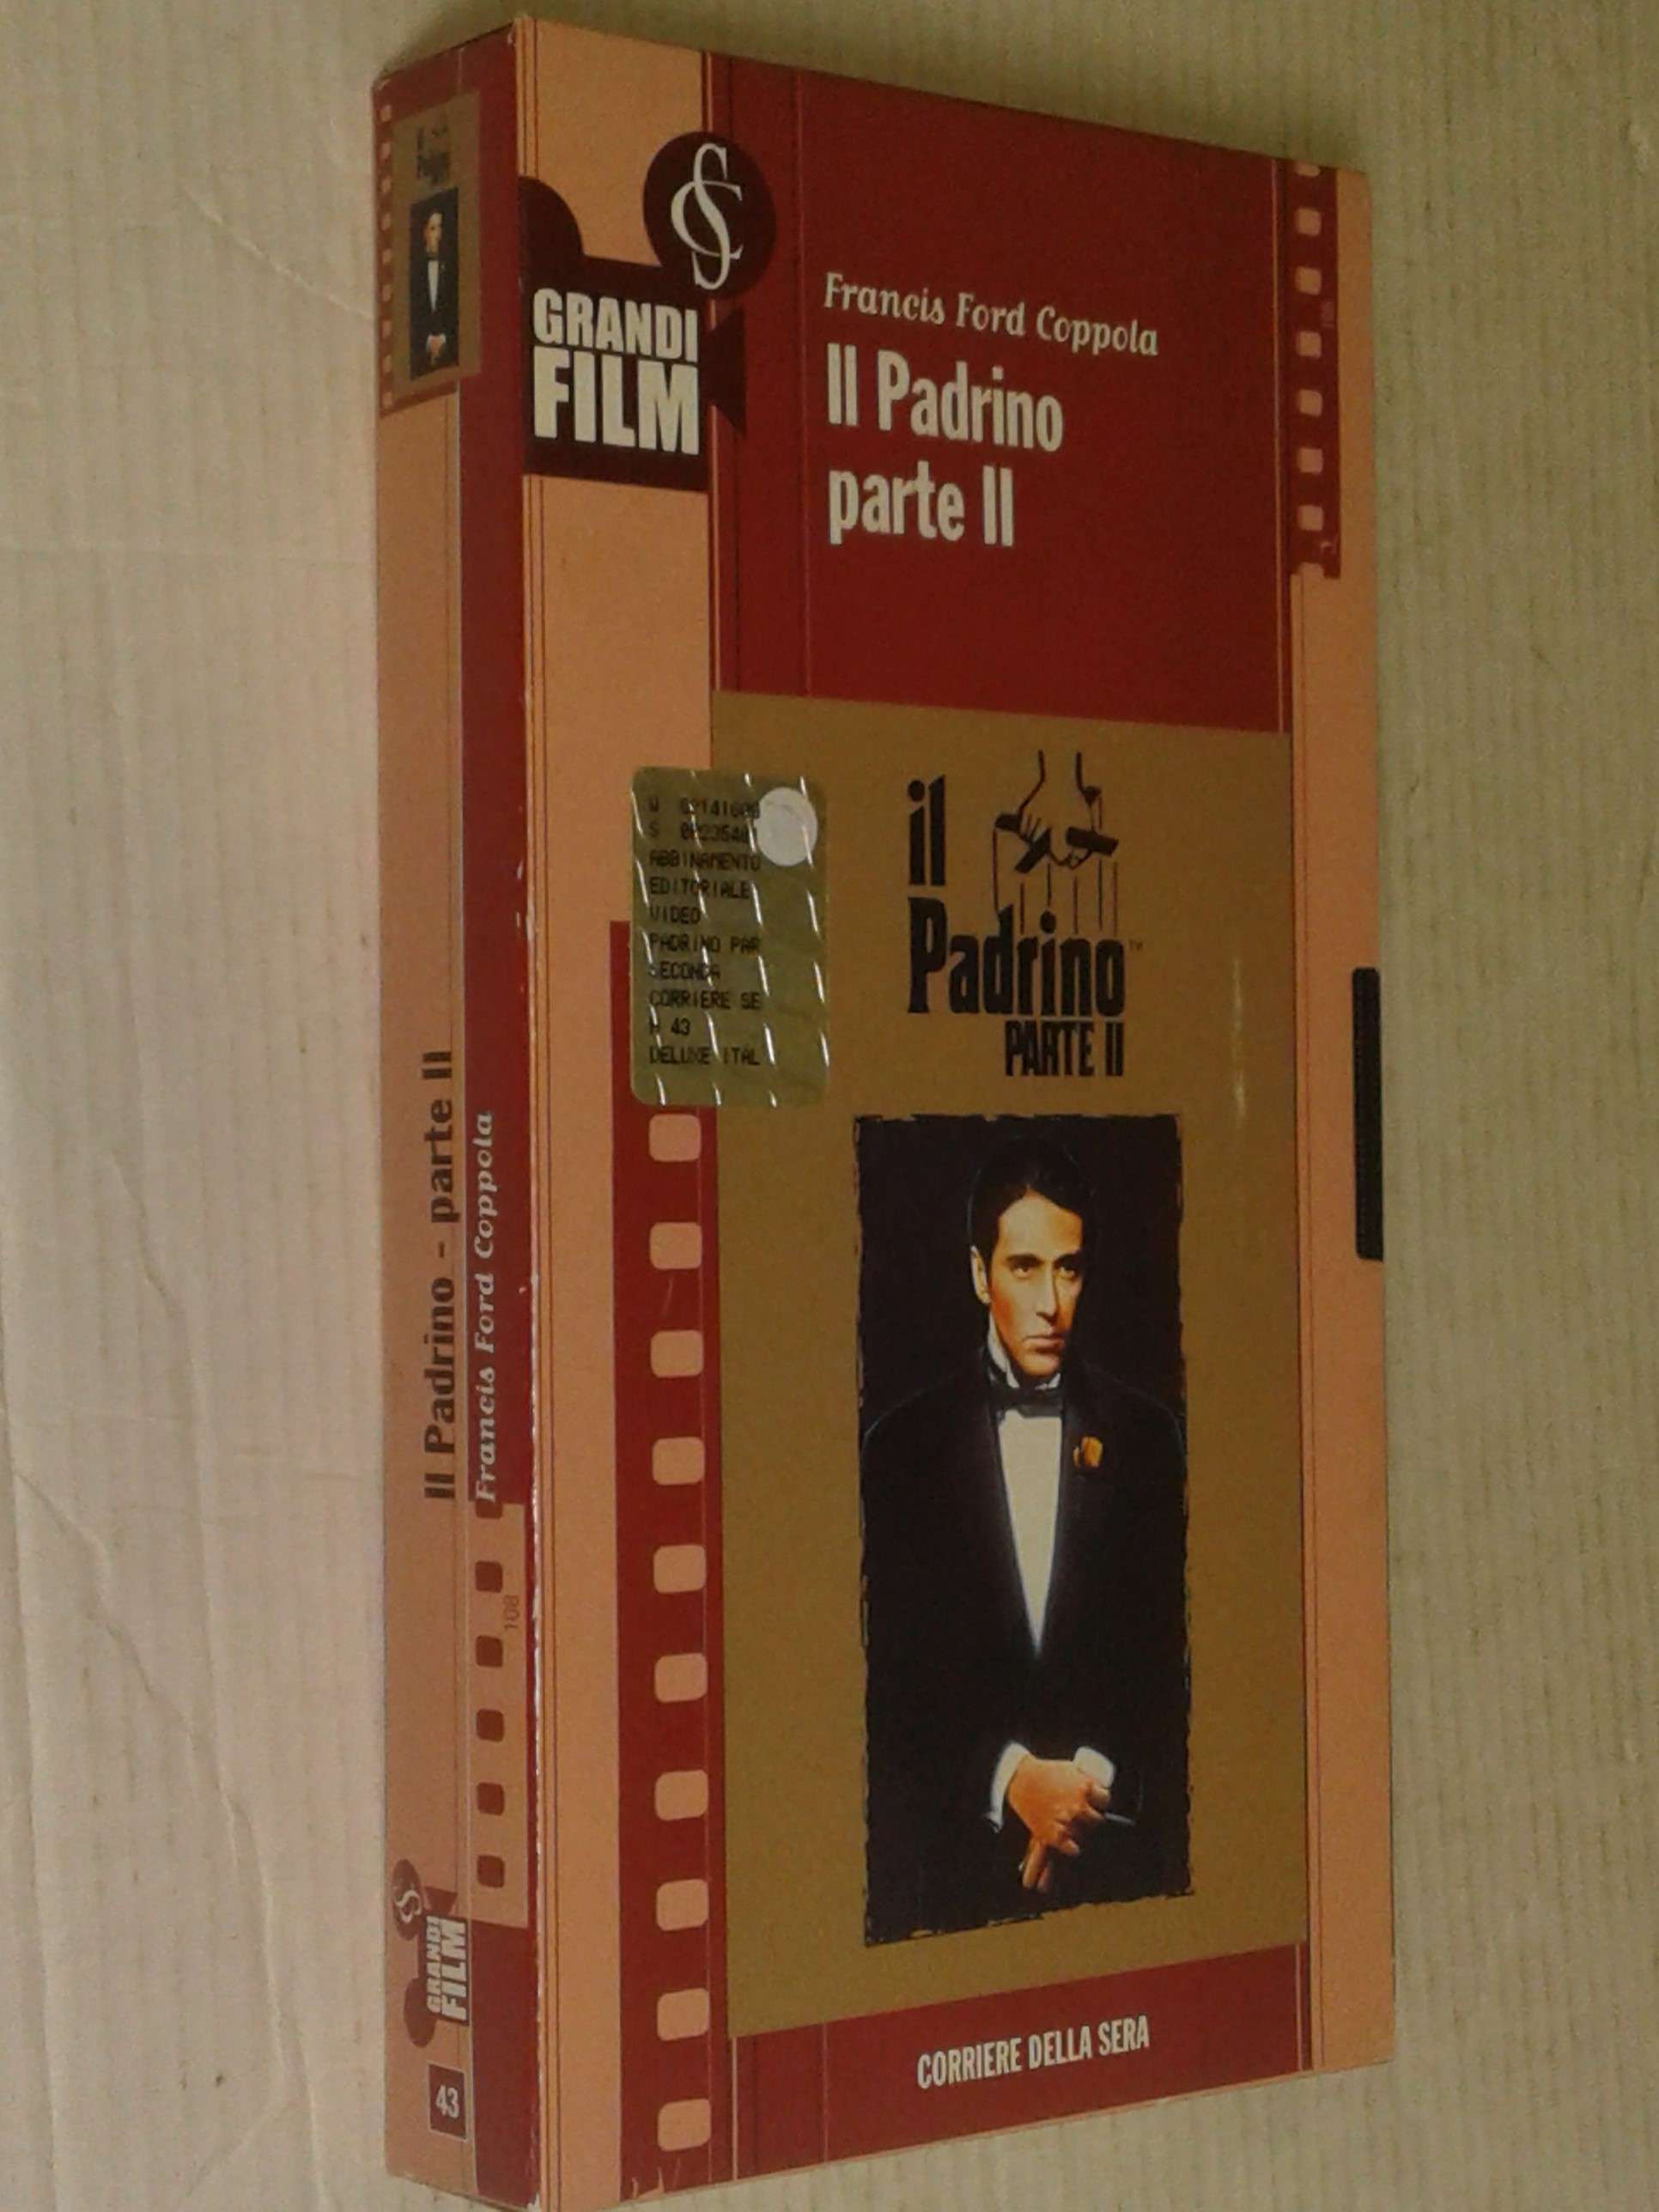 GRANDI
FILM
Francis Ford Coppola
Il Padrino
parte II
ABBINAMENTO
EDITORIALE
VIDEO
PADRINO PAR
SECONDA
CORRIERE SE
N 43
DELUXE ITAL
il
Padrino™
PARTE II
CORRIERE DELLA SERA
Il Padrino - parte II
Francis Ford Coppola
108
GRANDI
FILM
43